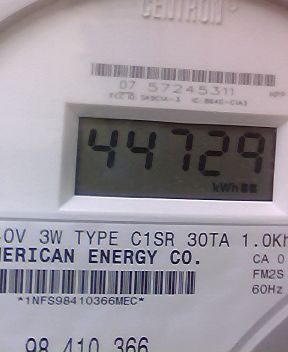 CENTRON
07 57245311
44729
kWh
40V 3W TYPE C1SR 30TA 1.0Kh
MERICAN ENERGY CO.
CA 0
FM2S
60Hz
*1NFS98410366MEC*
98 410 366